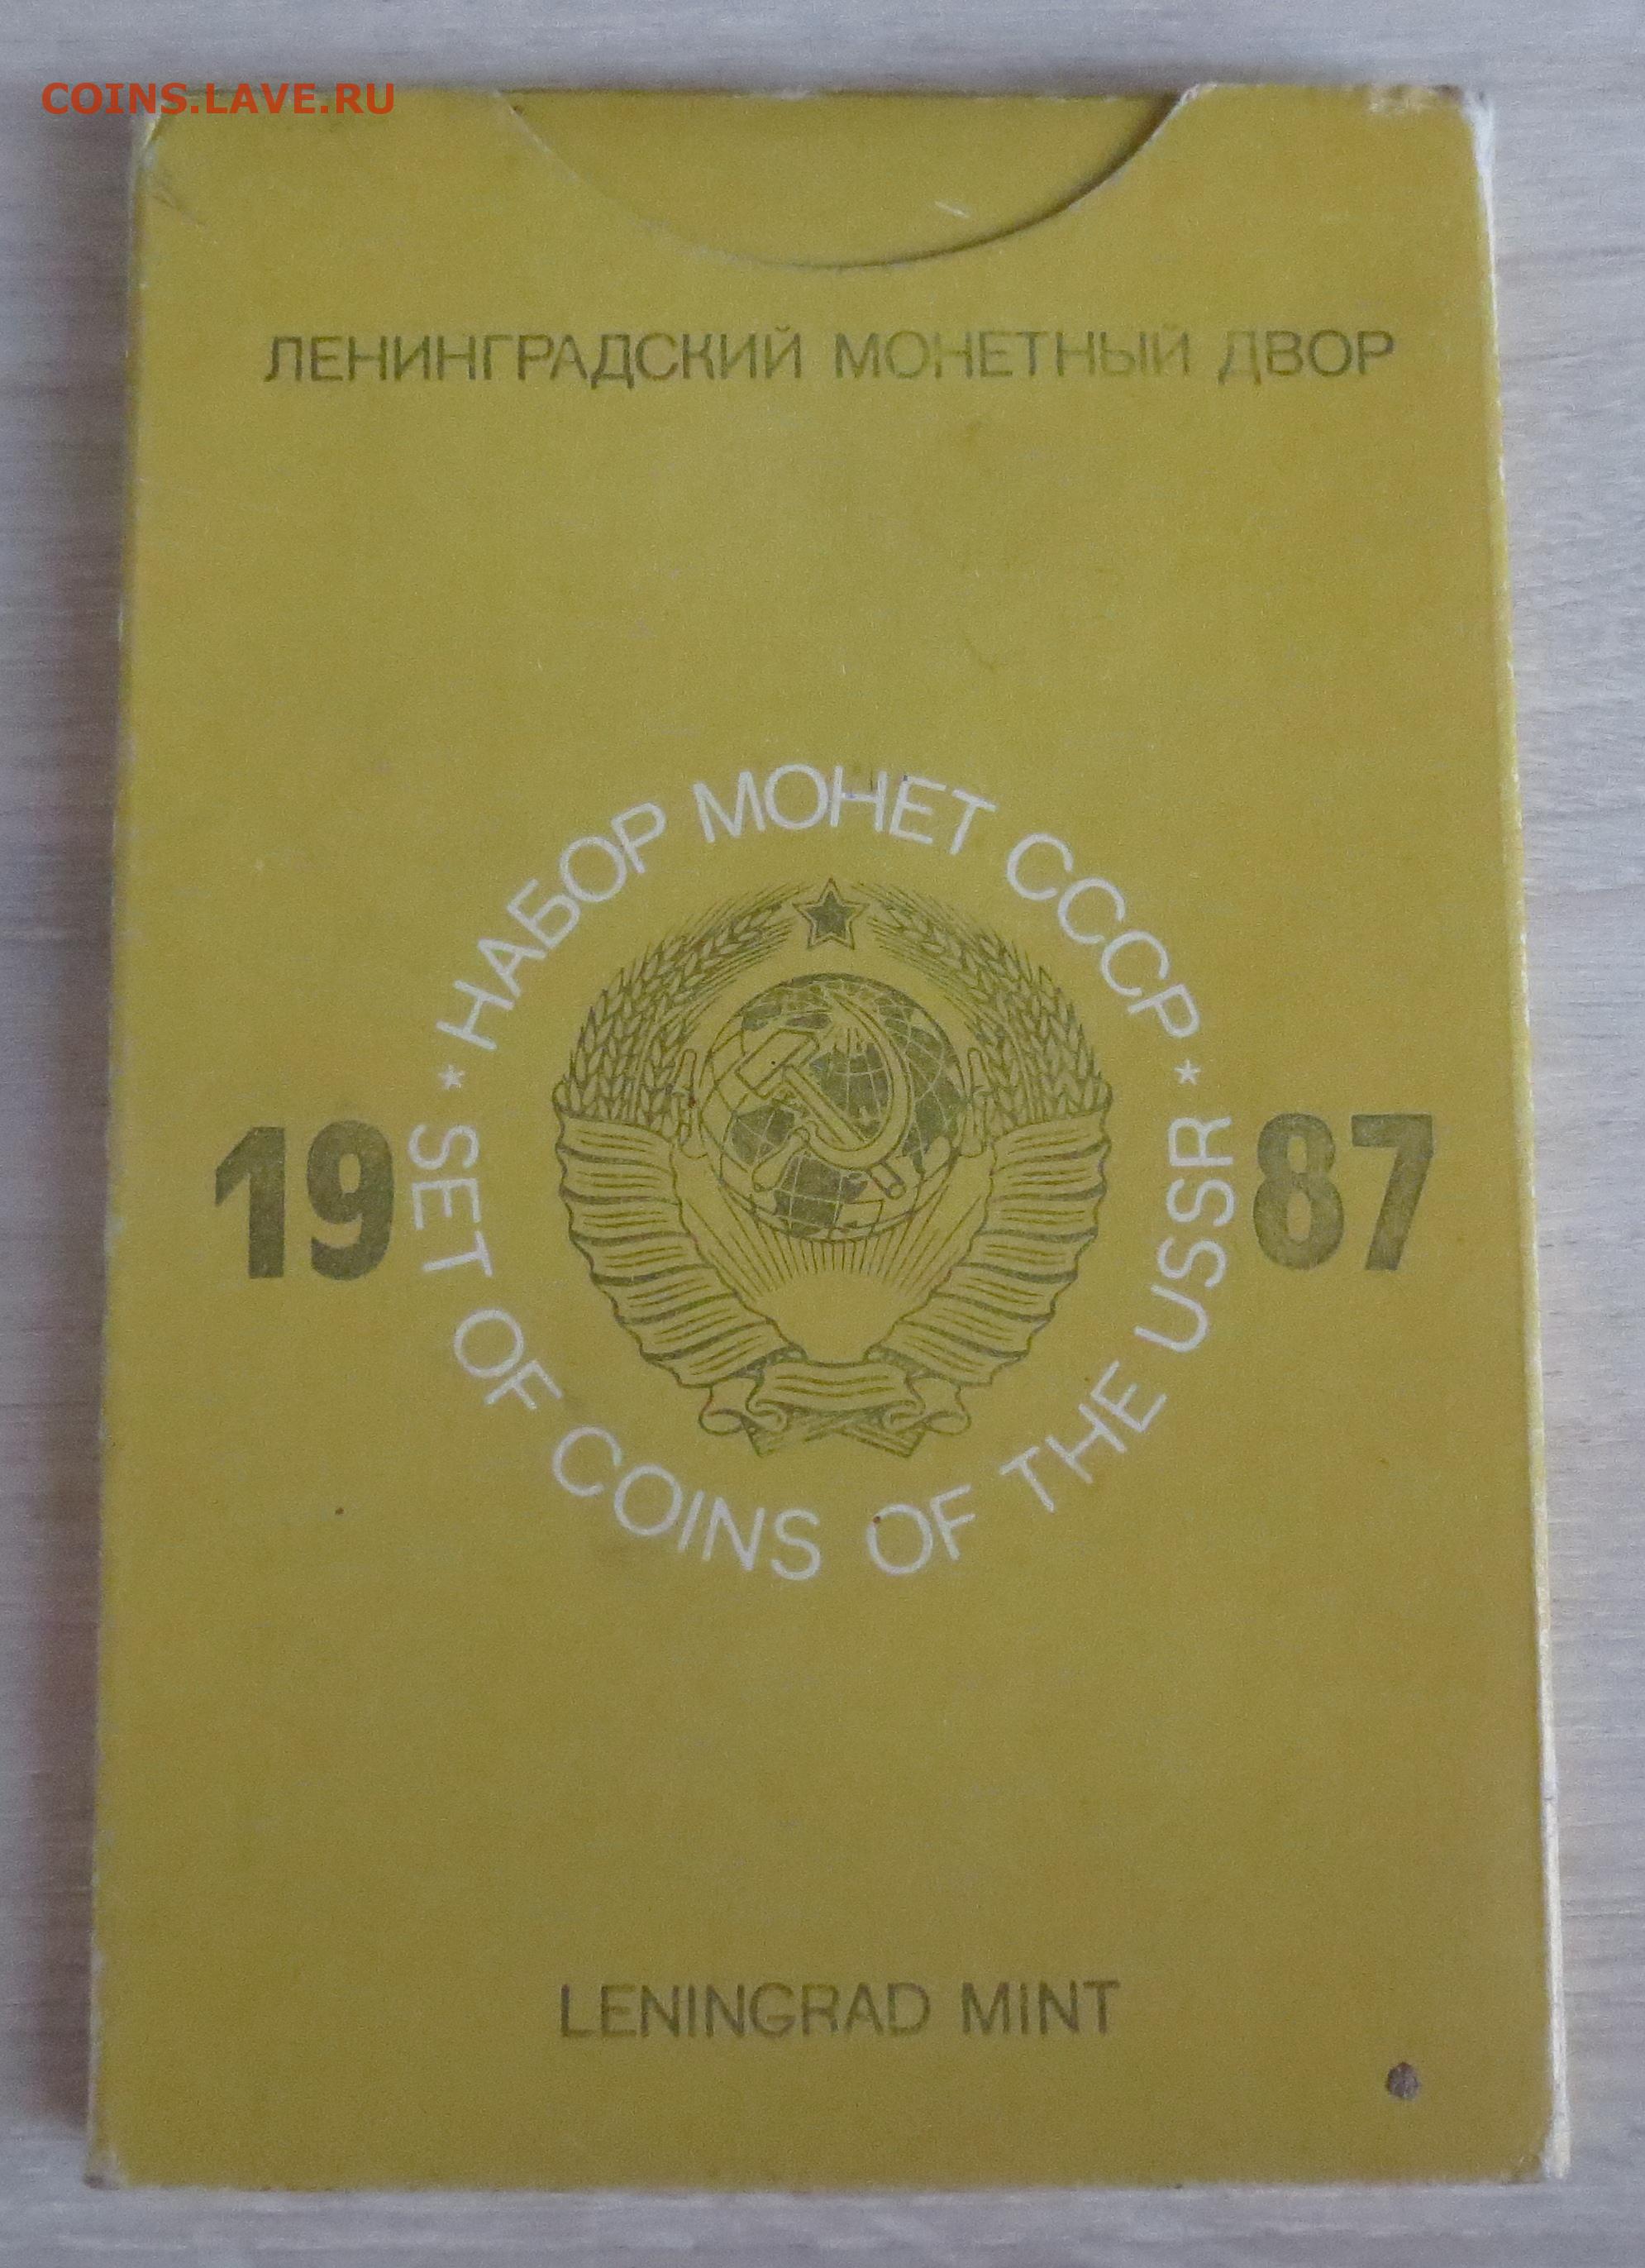 COINS.LAVE.RU
ЛЕНИНГРАДСКИЙ МОНЕТНЫЙ ДВОР
* НАБОР МОНЕТ СССР *
19 87
SET OF COINS OF THE USSR
LENINGRAD MINT